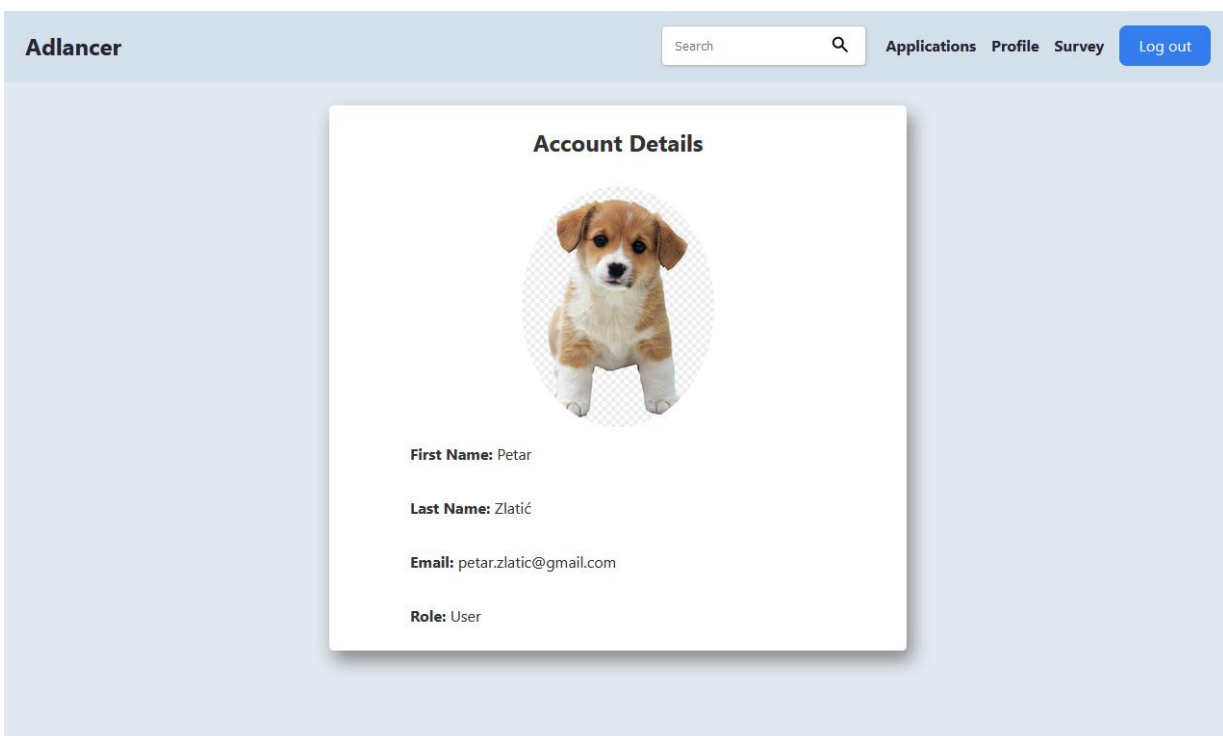 Adlancer
Search
Applications Profile Survey Log out
Account Details
First Name: Petar
Last Name: Zlatić
Email: petar.zlatic@gmail.com
Role: User